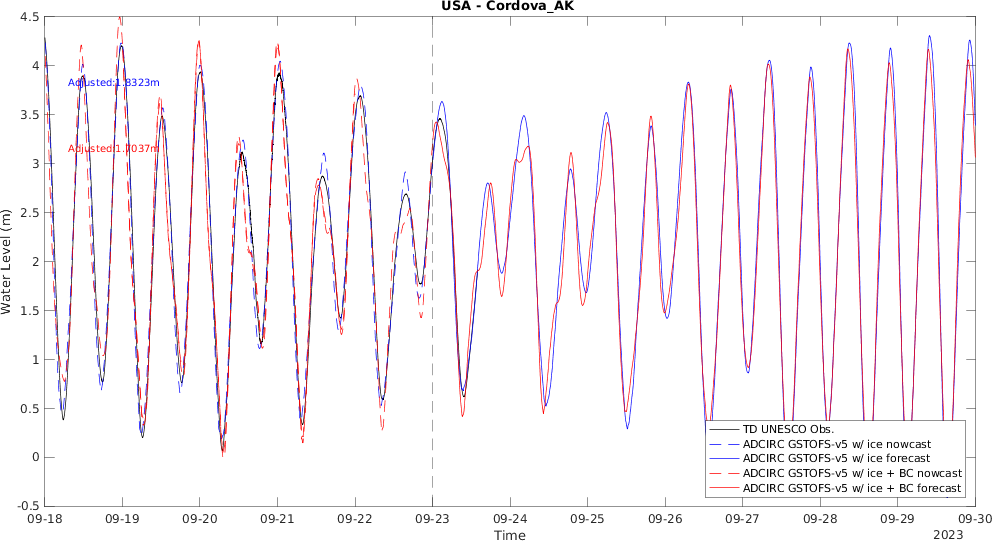 USA - Cordova_AK
4.5
4
3.5
3
2.5
2
1.5
1
0.5
0
-0.5
Water Level (m)
Adjusted:1.8323m
Adjusted:1.7037m
TD UNESCO Obs.
ADCIRC GSTOFS-v5 w/ ice nowcast
ADCIRC GSTOFS-v5 w/ ice forecast
ADCIRC GSTOFS-v5 w/ ice + BC nowcast
ADCIRC GSTOFS-v5 w/ ice + BC forecast
09-18 09-19 09-20 09-21 09-22 09-23 09-24 09-25 09-26 09-27 09-28 09-29 09-30
Time
2023